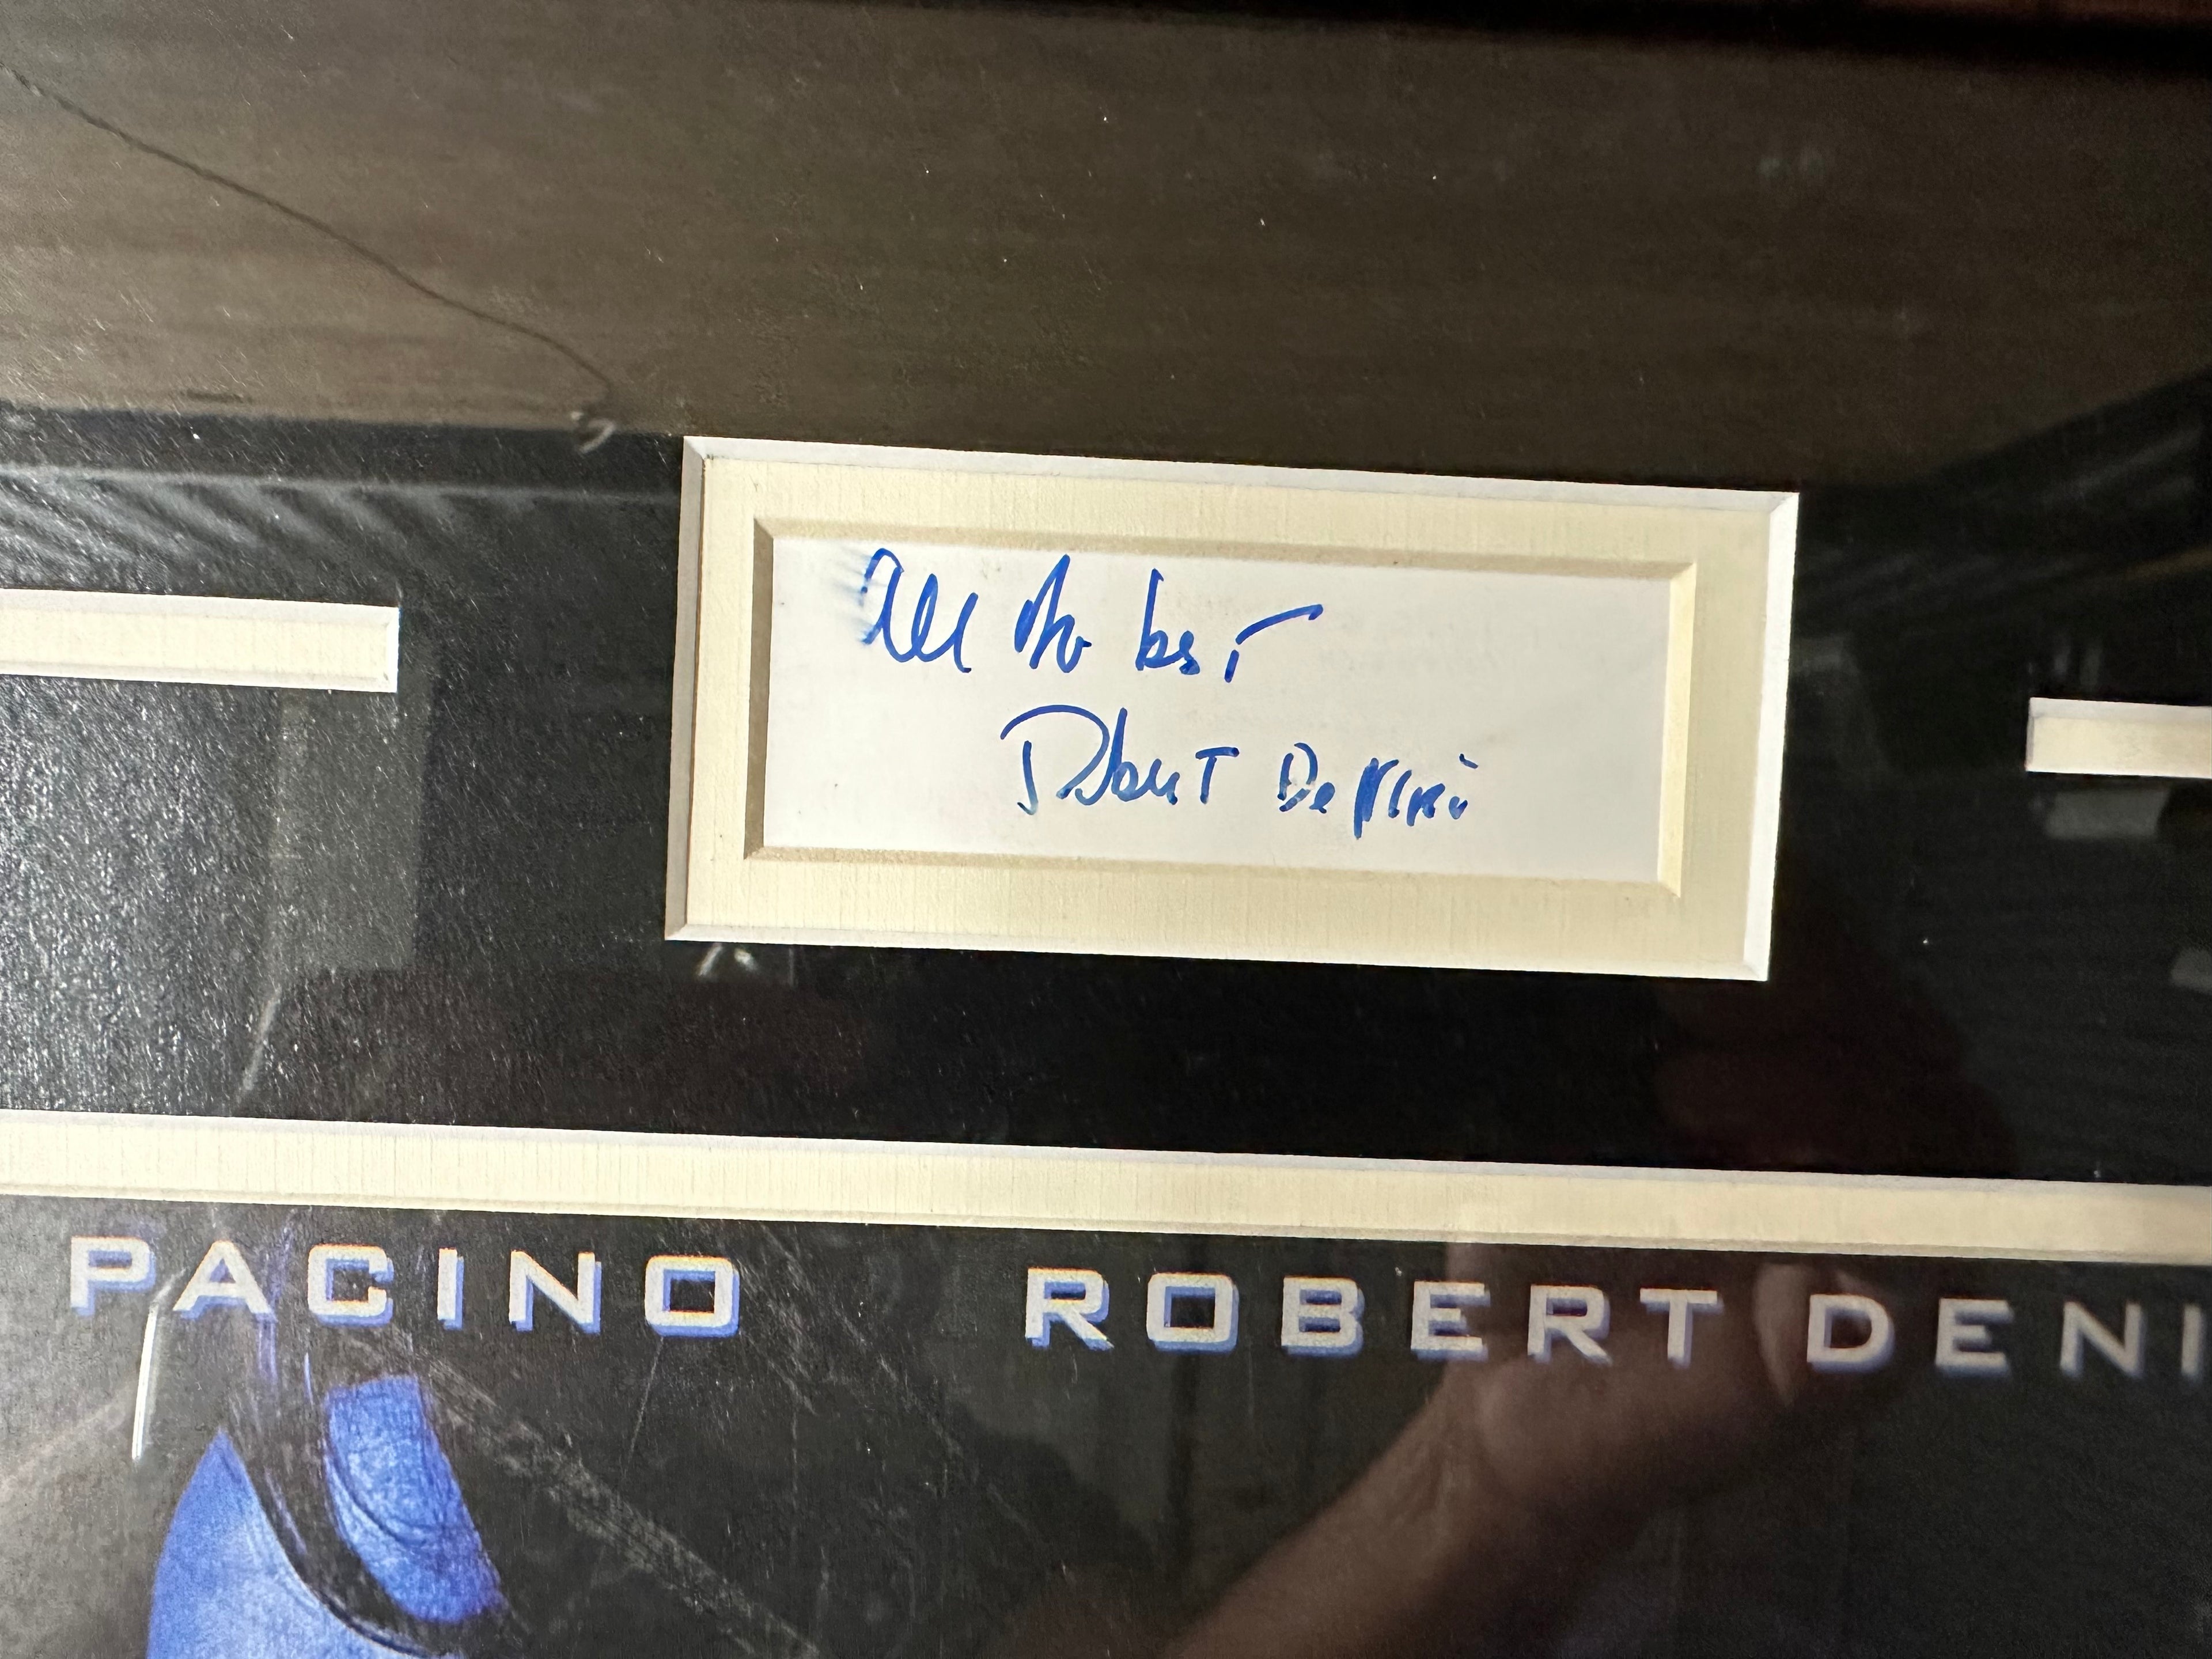 All the best
Robert De Niro
PACINO ROBERT DENI